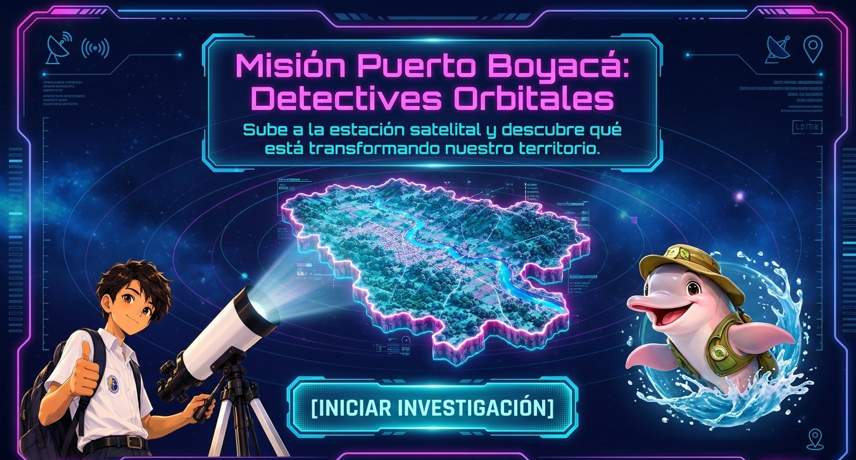 Misión Puerto Boyacá:
Detectives Orbitales
Sube a la estación satelital y descubre qué
está transformando nuestro territorio.
[INICIAR INVESTIGACIÓN]